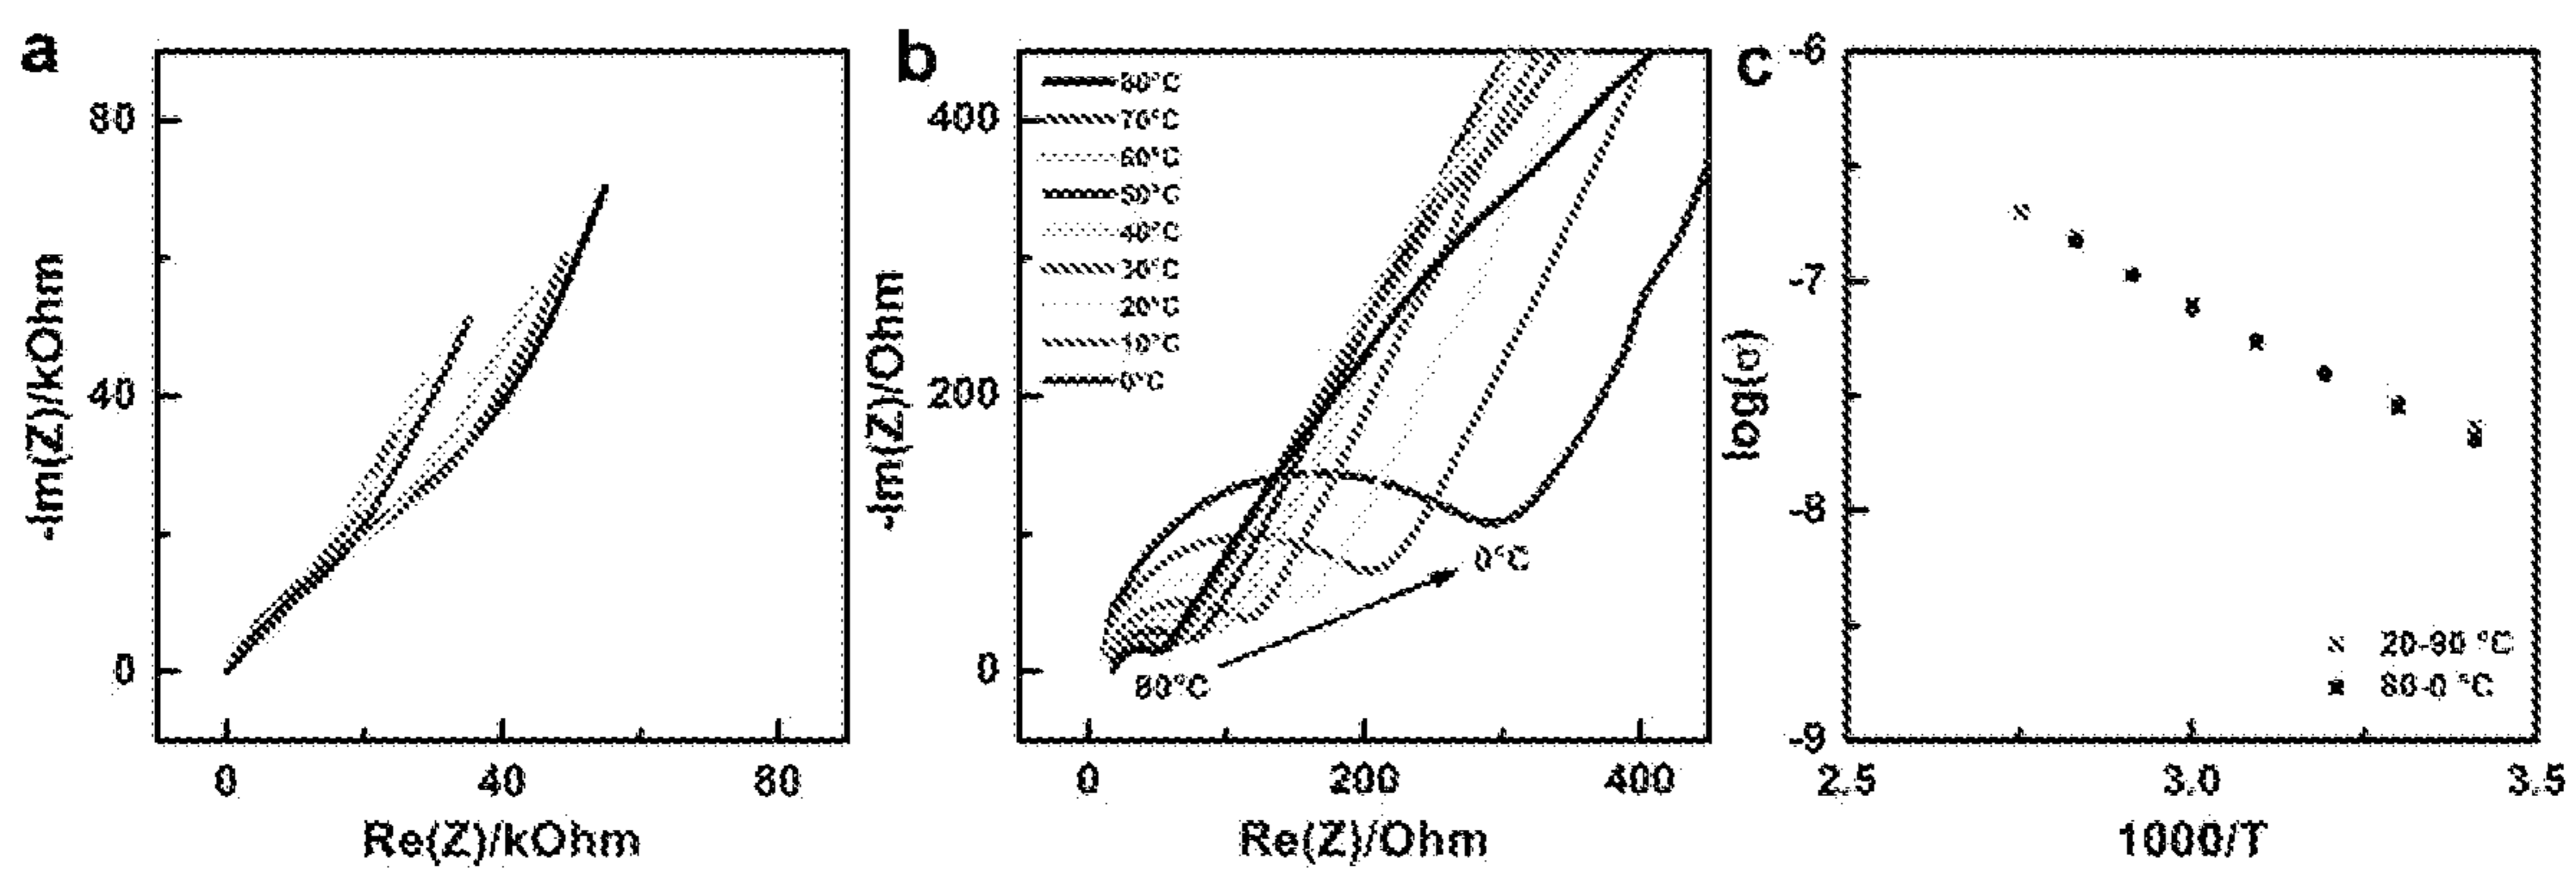 a
80
40
0
-Im(Z)/kOhm
0
40
80
Re(Z)/kOhm
b
400
200
0
-Im(Z)/Ohm
80°C
70°C
60°C
50°C
40°C
30°C
20°C
10°C
0°C
0°C
80°C
0
200
400
Re(Z)/Ohm
c
-6
-7
-8
-9
log(σ)
20-90 °C
80-0 °C
2.5
3.0
3.5
1000/T